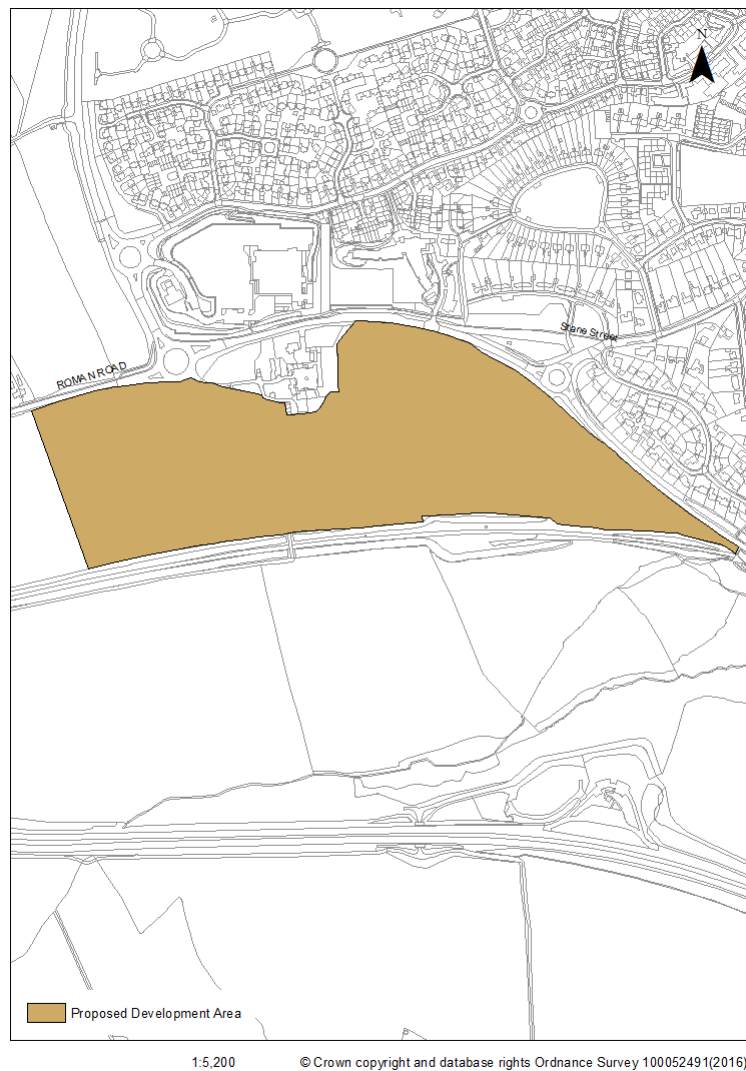 N
Stane Street
ROMAN ROAD
Proposed Development Area
1:5,200 © Crown copyright and database rights Ordnance Survey 100052491(2016)